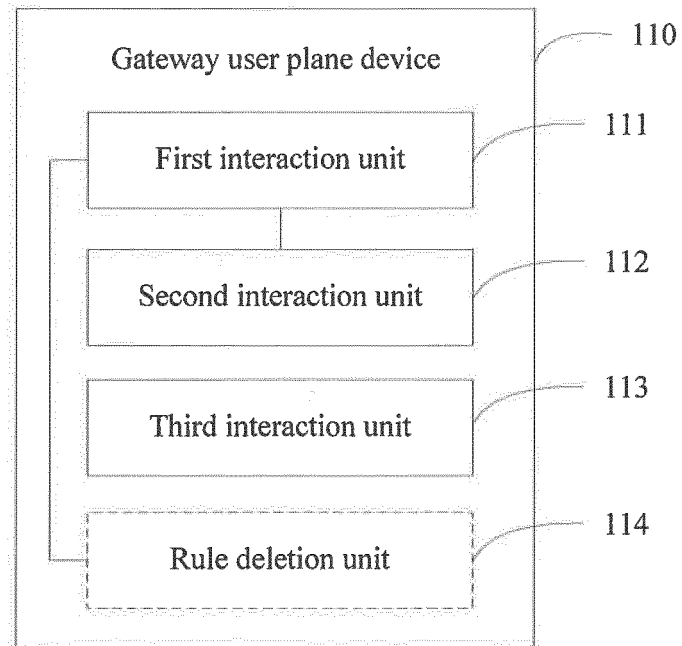 Gateway user plane device
110
First interaction unit
111
Second interaction unit
112
Third interaction unit
113
Rule deletion unit
114